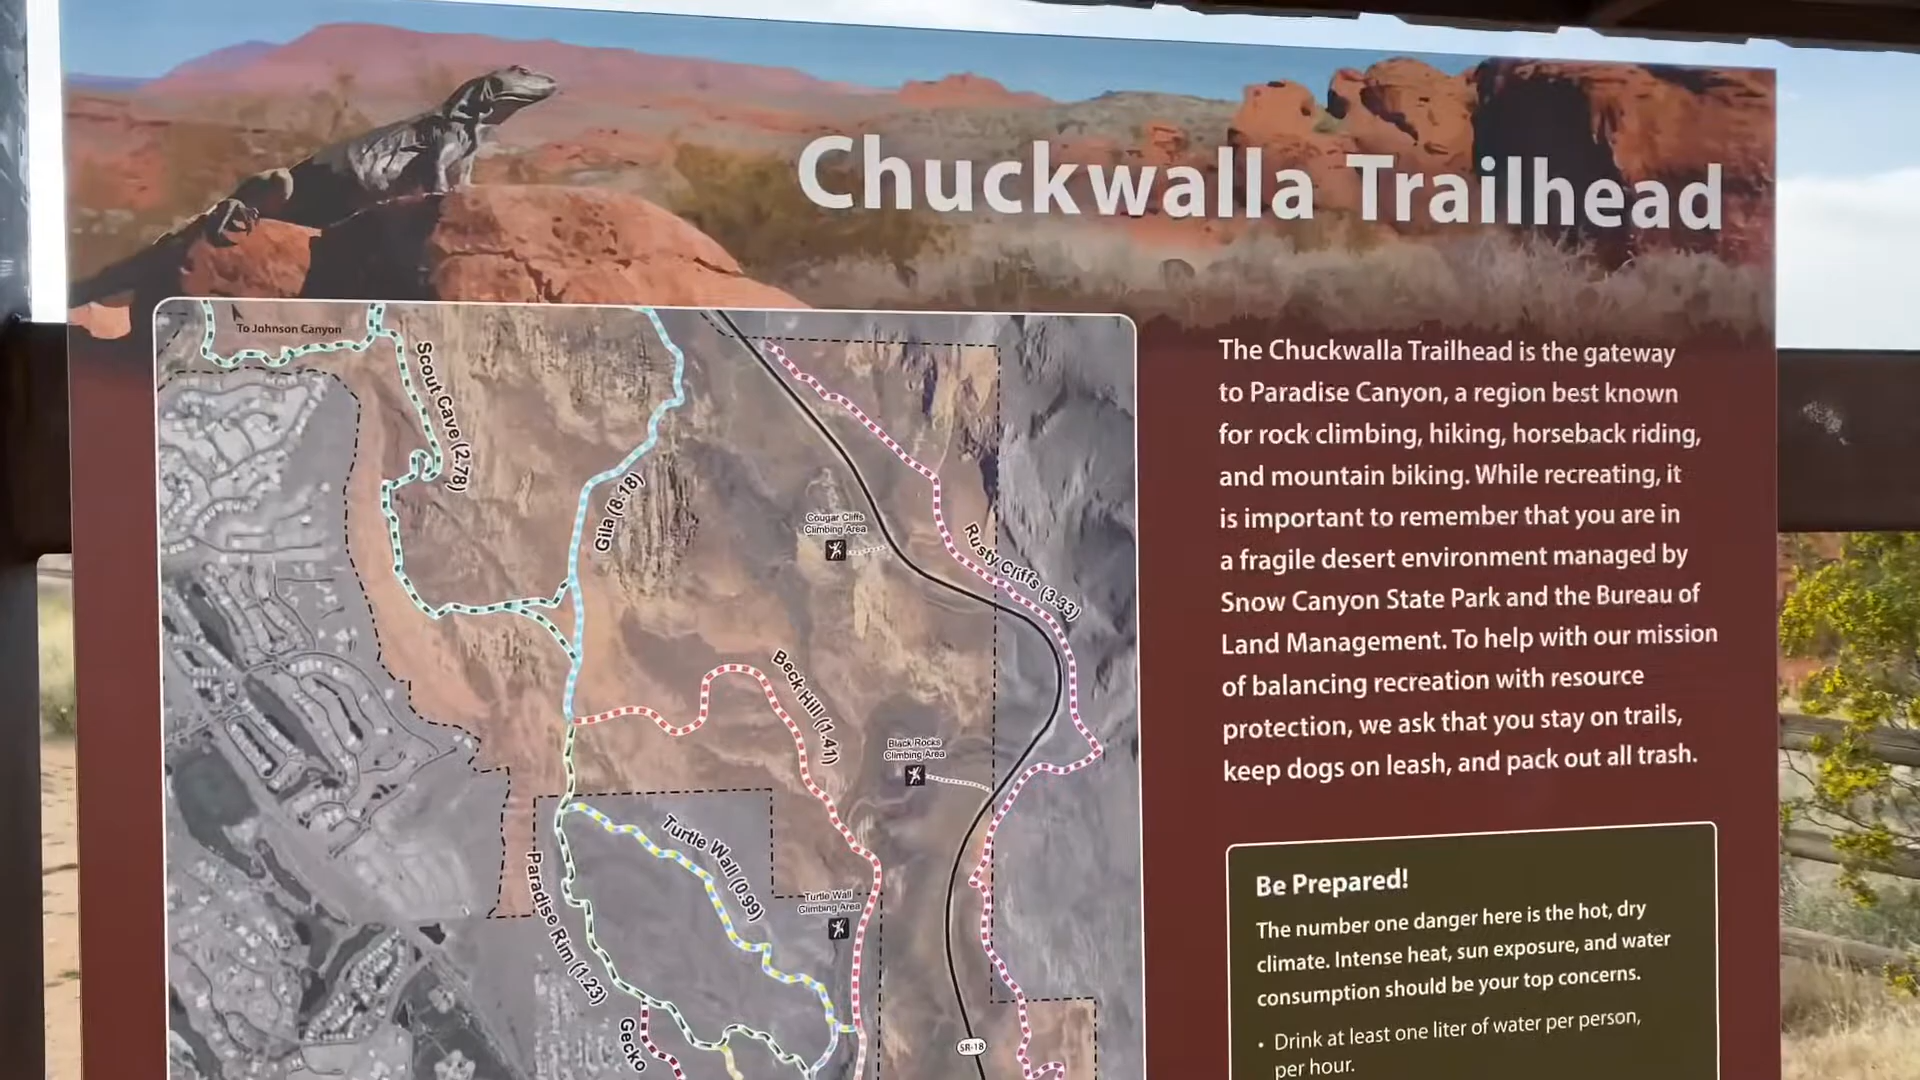 Chuckwalla Trailhead
To Johnson Canyon
Scout Cave (2.78)
Gila (8.18)
Cougar Cliffs
Climbing Area
Rusty Cliffs (3.33)
Beck Hill (1.41)
Black Rocks
Climbing Area
Turtle Wall (0.99)
Turtle Wall
Climbing Area
Paradise Rim (1.23)
Gecko
SR-18
The Chuckwalla Trailhead is the gateway
to Paradise Canyon, a region best known
for rock climbing, hiking, horseback riding,
and mountain biking. While recreating, it
is important to remember that you are in
a fragile desert environment managed by
Snow Canyon State Park and the Bureau of
Land Management. To help with our mission
of balancing recreation with resource
protection, we ask that you stay on trails,
keep dogs on leash, and pack out all trash.
Be Prepared!
The number one danger here is the hot, dry
climate. Intense heat, sun exposure, and water
consumption should be your top concerns.
• Drink at least one liter of water per person,
per hour.